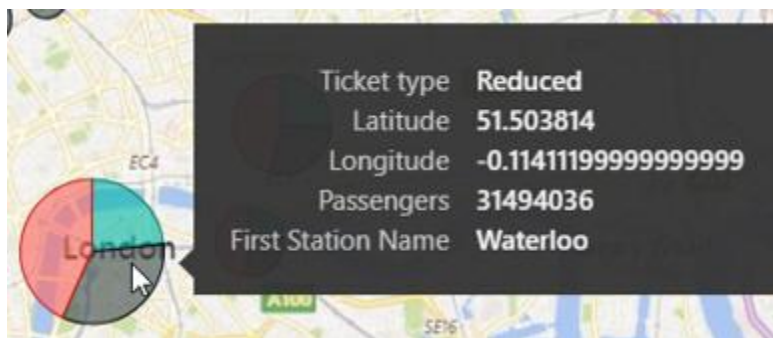 Ticket type Reduced
Latitude 51.503814
Longitude -0.11411199999999999
Passengers 31494036
First Station Name Waterloo
EC4
London
A100
SE16